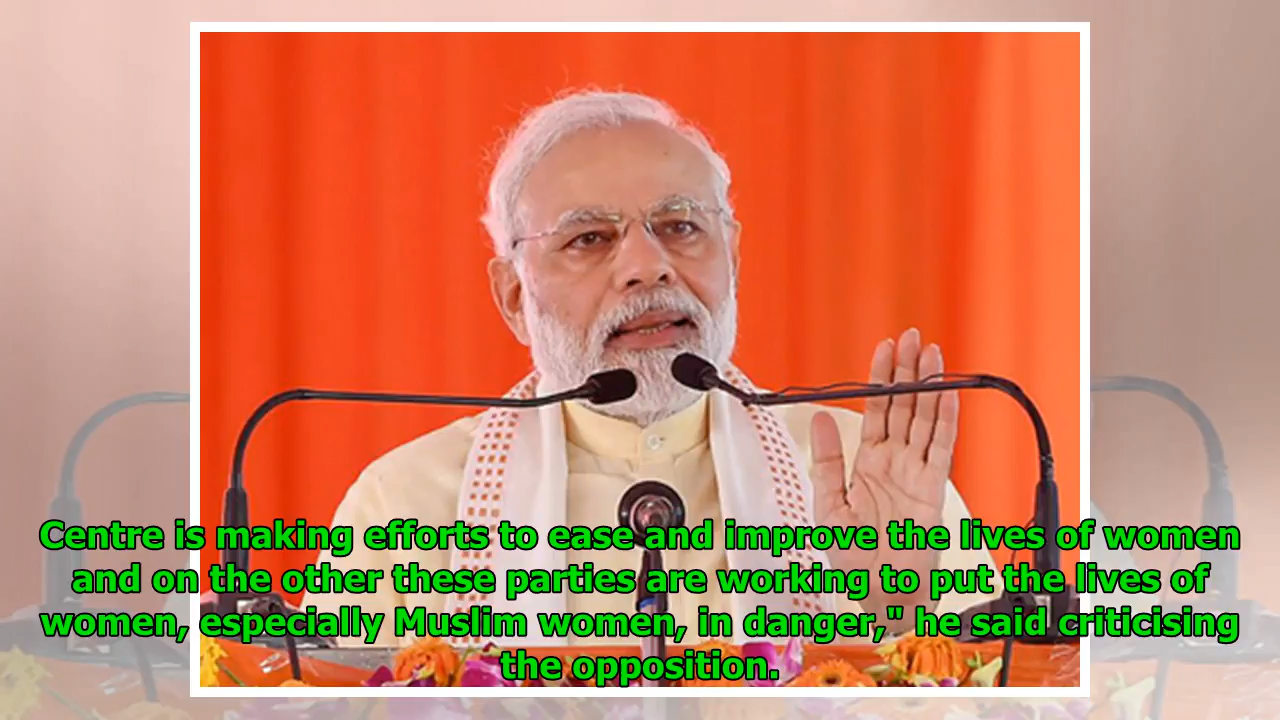 Centre is making efforts to ease and improve the lives of women
and on the other these parties are working to put the lives of
women, especially Muslim women, in danger," he said criticising
the opposition.